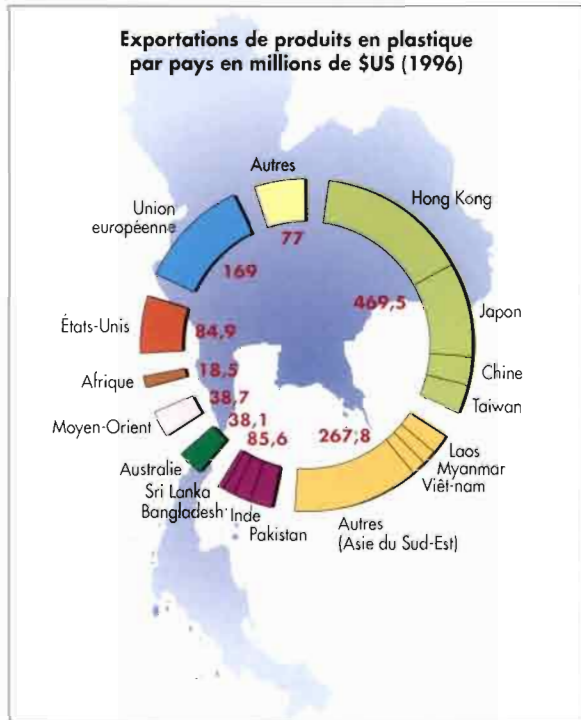 Exportations de produits en plastique
par pays en millions de $US (1996)
Autres
77
Hong Kong
469,5
Japon
Chine
Taiwan
267,8
Laos
Myanmar
Viêt-nam
Autres
(Asie du Sud-Est)
85,6
Sri Lanka
Bangladesh
Inde
Pakistan
38,1
Australie
38,7
Moyen-Orient
18,5
Afrique
84,9
États-Unis
169
Union
européenne